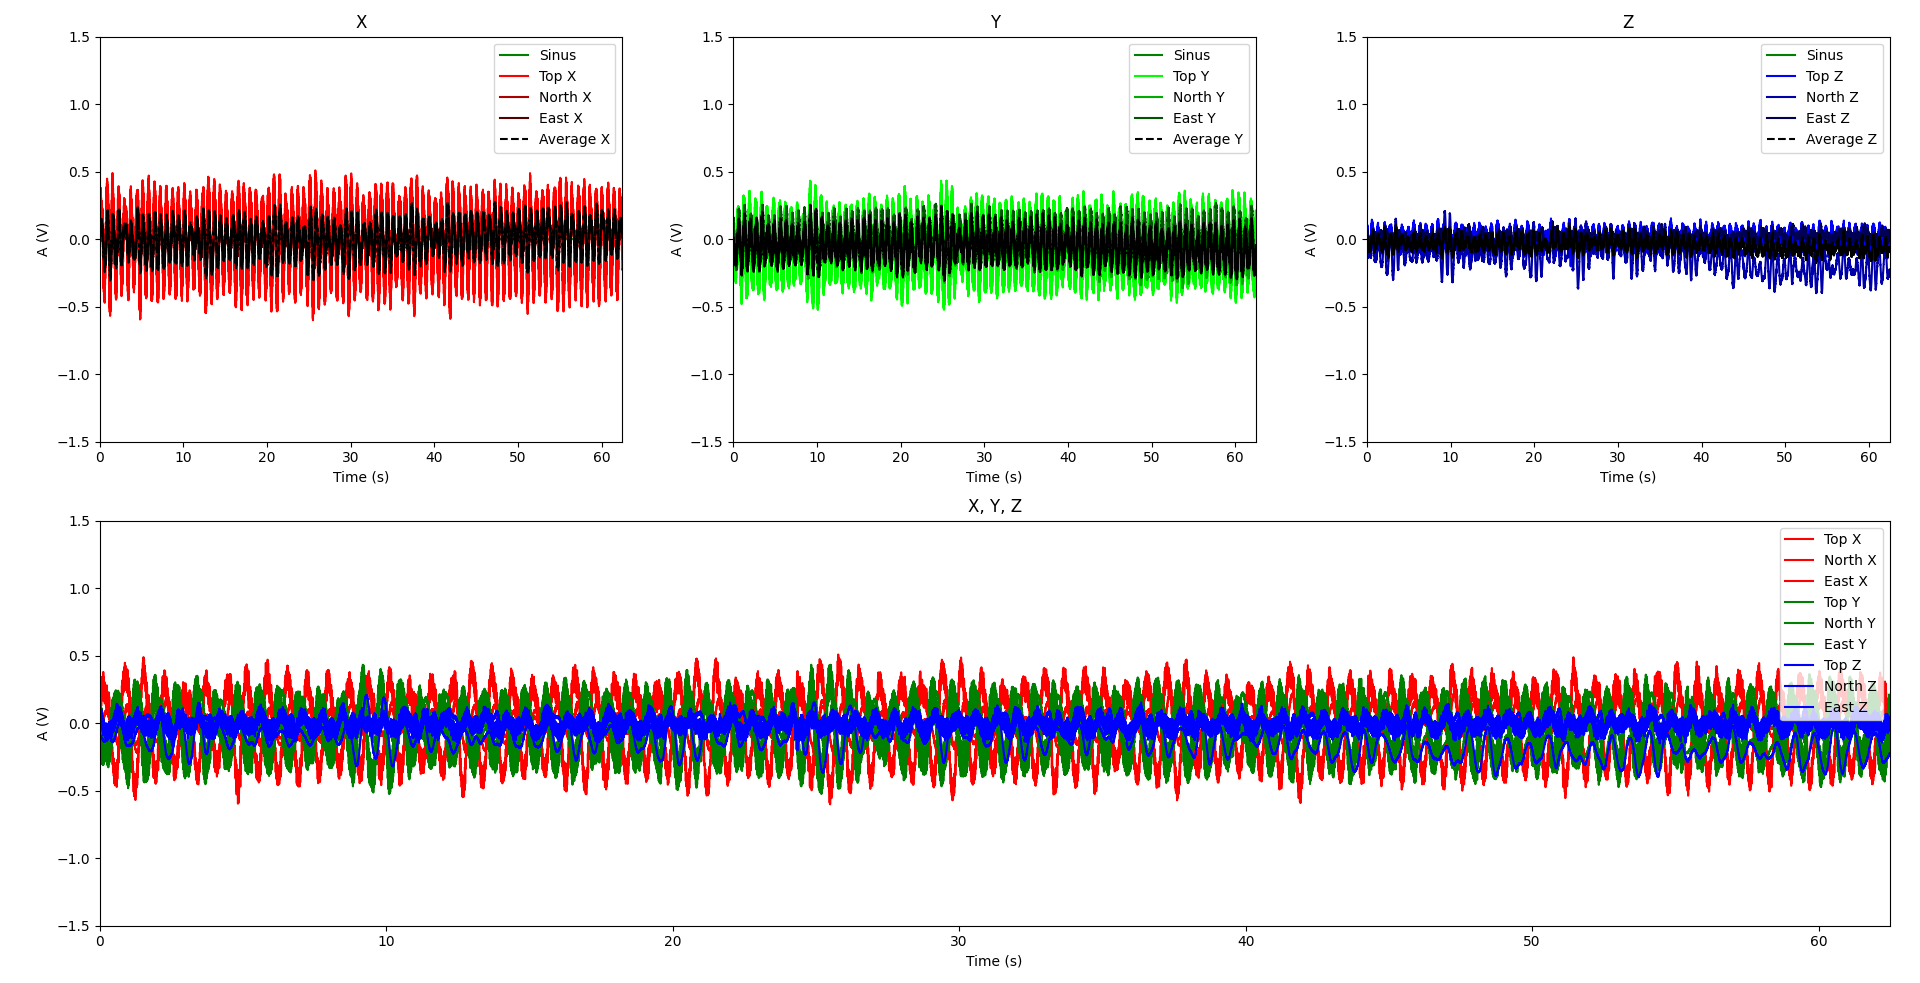 X
1.5
1.0
0.5
0.0
−0.5
−1.0
−1.5
A (V)
0 10 20 30 40 50 60
Time (s)
Sinus
Top X
North X
East X
Average X
Y
1.5
1.0
0.5
0.0
−0.5
−1.0
−1.5
A (V)
0 10 20 30 40 50 60
Time (s)
Sinus
Top Y
North Y
East Y
Average Y
Z
1.5
1.0
0.5
0.0
−0.5
−1.0
−1.5
A (V)
0 10 20 30 40 50 60
Time (s)
Sinus
Top Z
North Z
East Z
Average Z
X, Y, Z
1.5
1.0
0.5
0.0
−0.5
−1.0
−1.5
A (V)
0 10 20 30 40 50 60
Time (s)
Top X
North X
East X
Top Y
North Y
East Y
Top Z
North Z
East Z